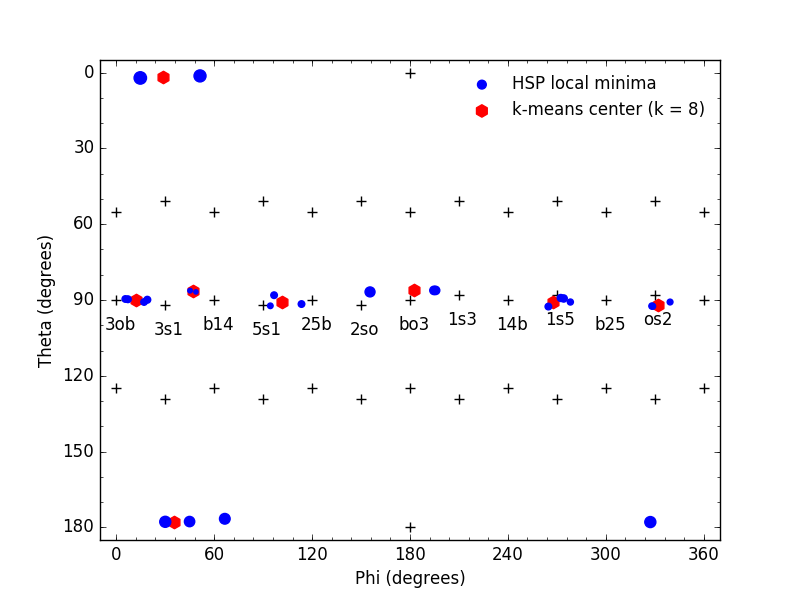 HSP local minima
k-means center (k = 8)
0
30
60
90
120
150
180
Theta (degrees)
3ob 3s1 b14 5s1 25b 2so bo3 1s3 14b 1s5 b25 os2
0 60 120 180 240 300 360
Phi (degrees)